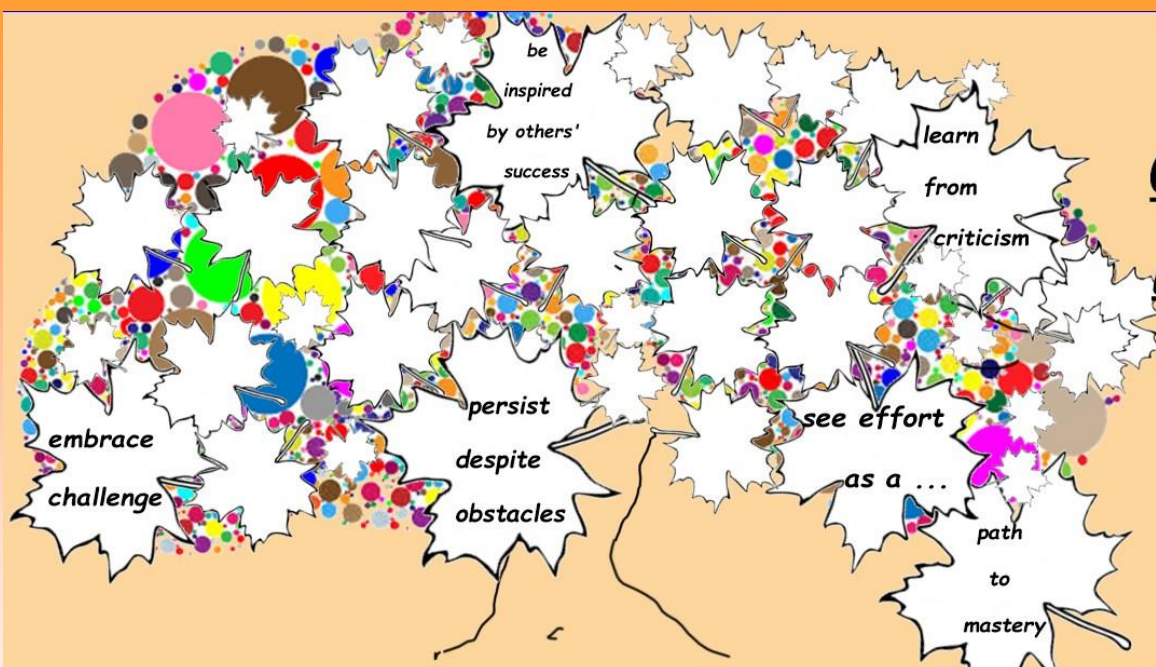 be
inspired
by others'
success
learn
from
criticism
embrace
challenge
persist
despite
obstacles
see effort
as a ...
path
to
mastery